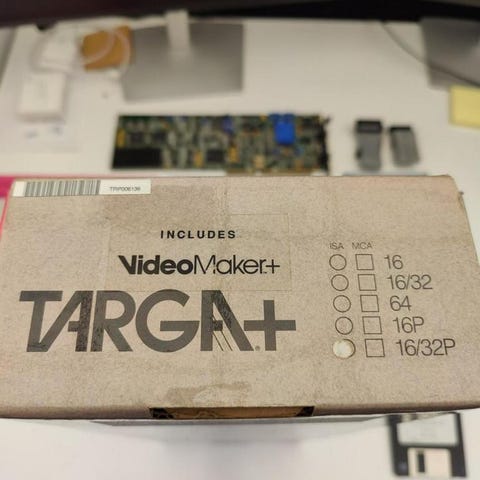 TRP006136
INCLUDES
VideoMaker+
TARGA+
ISA MCA
16
16/32
64
16P
16/32P